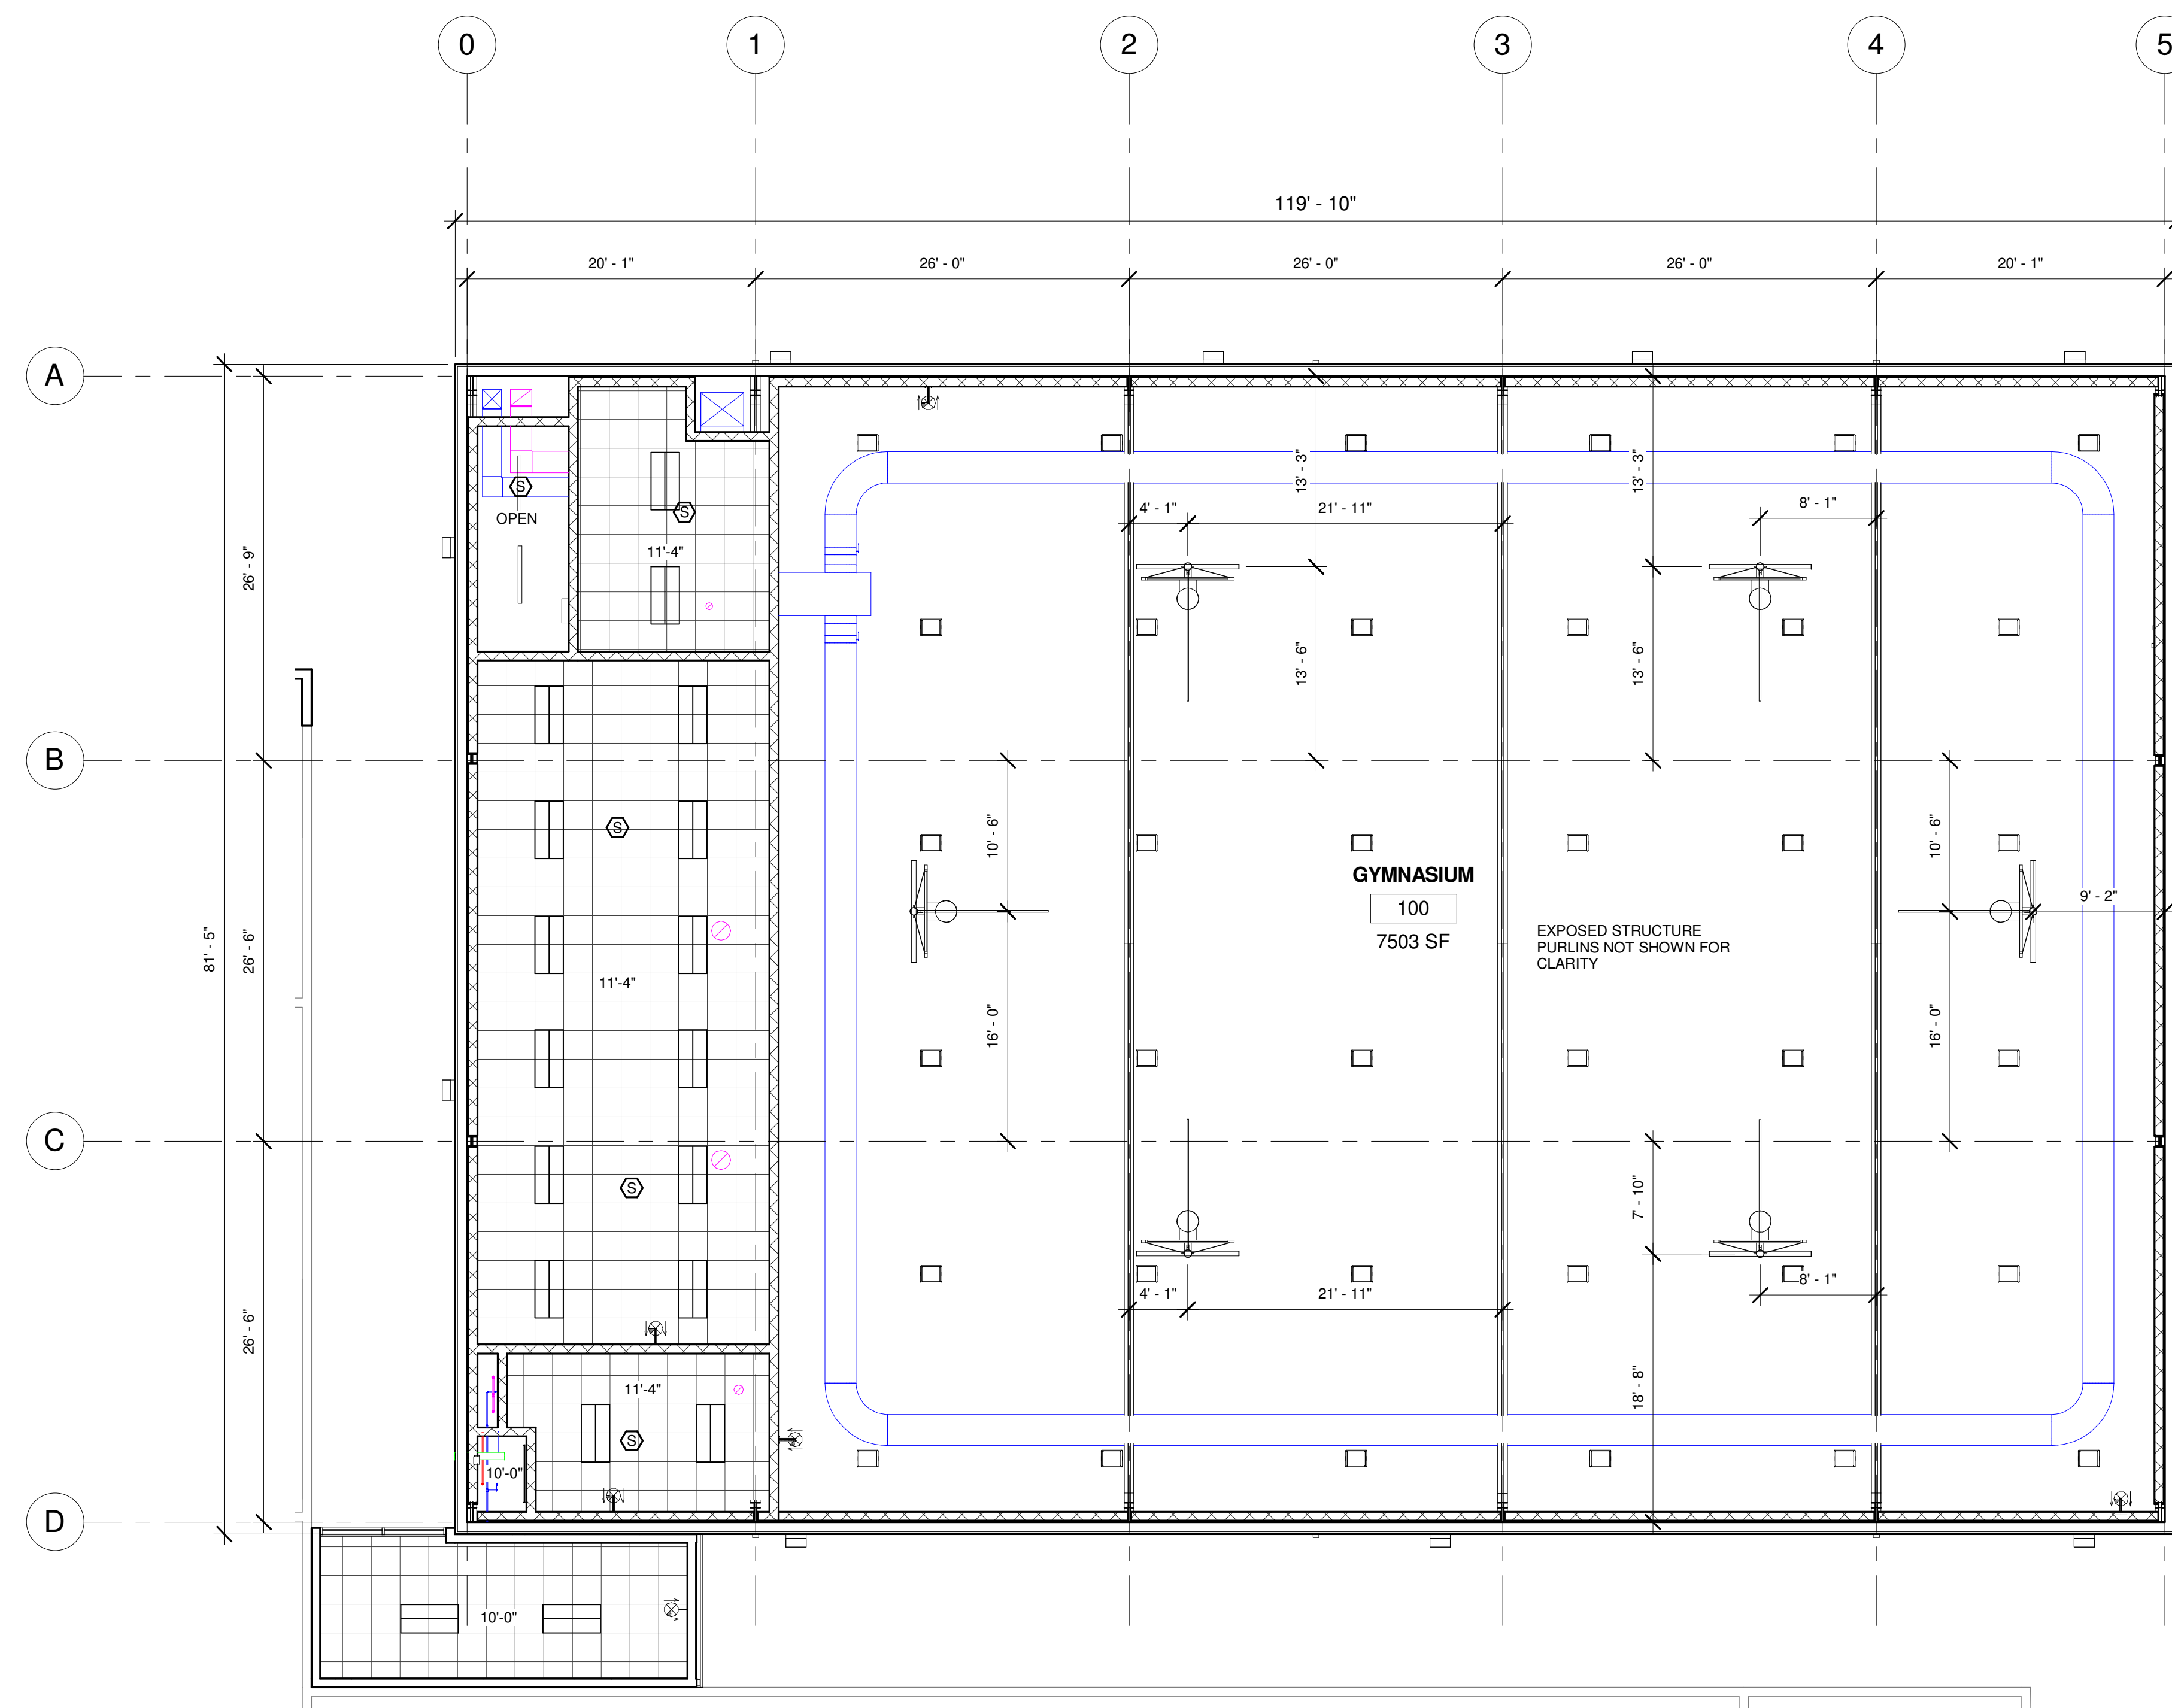 0 1 2 3 4 5
119' - 10"
20' - 1" 26' - 0" 26' - 0" 26' - 0" 20' - 1"
A
13' - 3" 13' - 3"
S
8' - 1"
4' - 1" 21' - 11"
S
OPEN
11'-4"
26' - 9"
13' - 6" 13' - 6"
B
S
10' - 6" 10' - 6"
GYMNASIUM
9' - 2"
100
EXPOSED STRUCTURE
7503 SF
PURLINS NOT SHOWN FOR
CLARITY
81' - 5"
26' - 6"
11'-4"
16' - 0" 16' - 0"
C
S
7' - 10"
8' - 1"
4' - 1" 21' - 11"
26' - 6"
11'-4"
18' - 8"
S
10'-0"
D
10'-0"